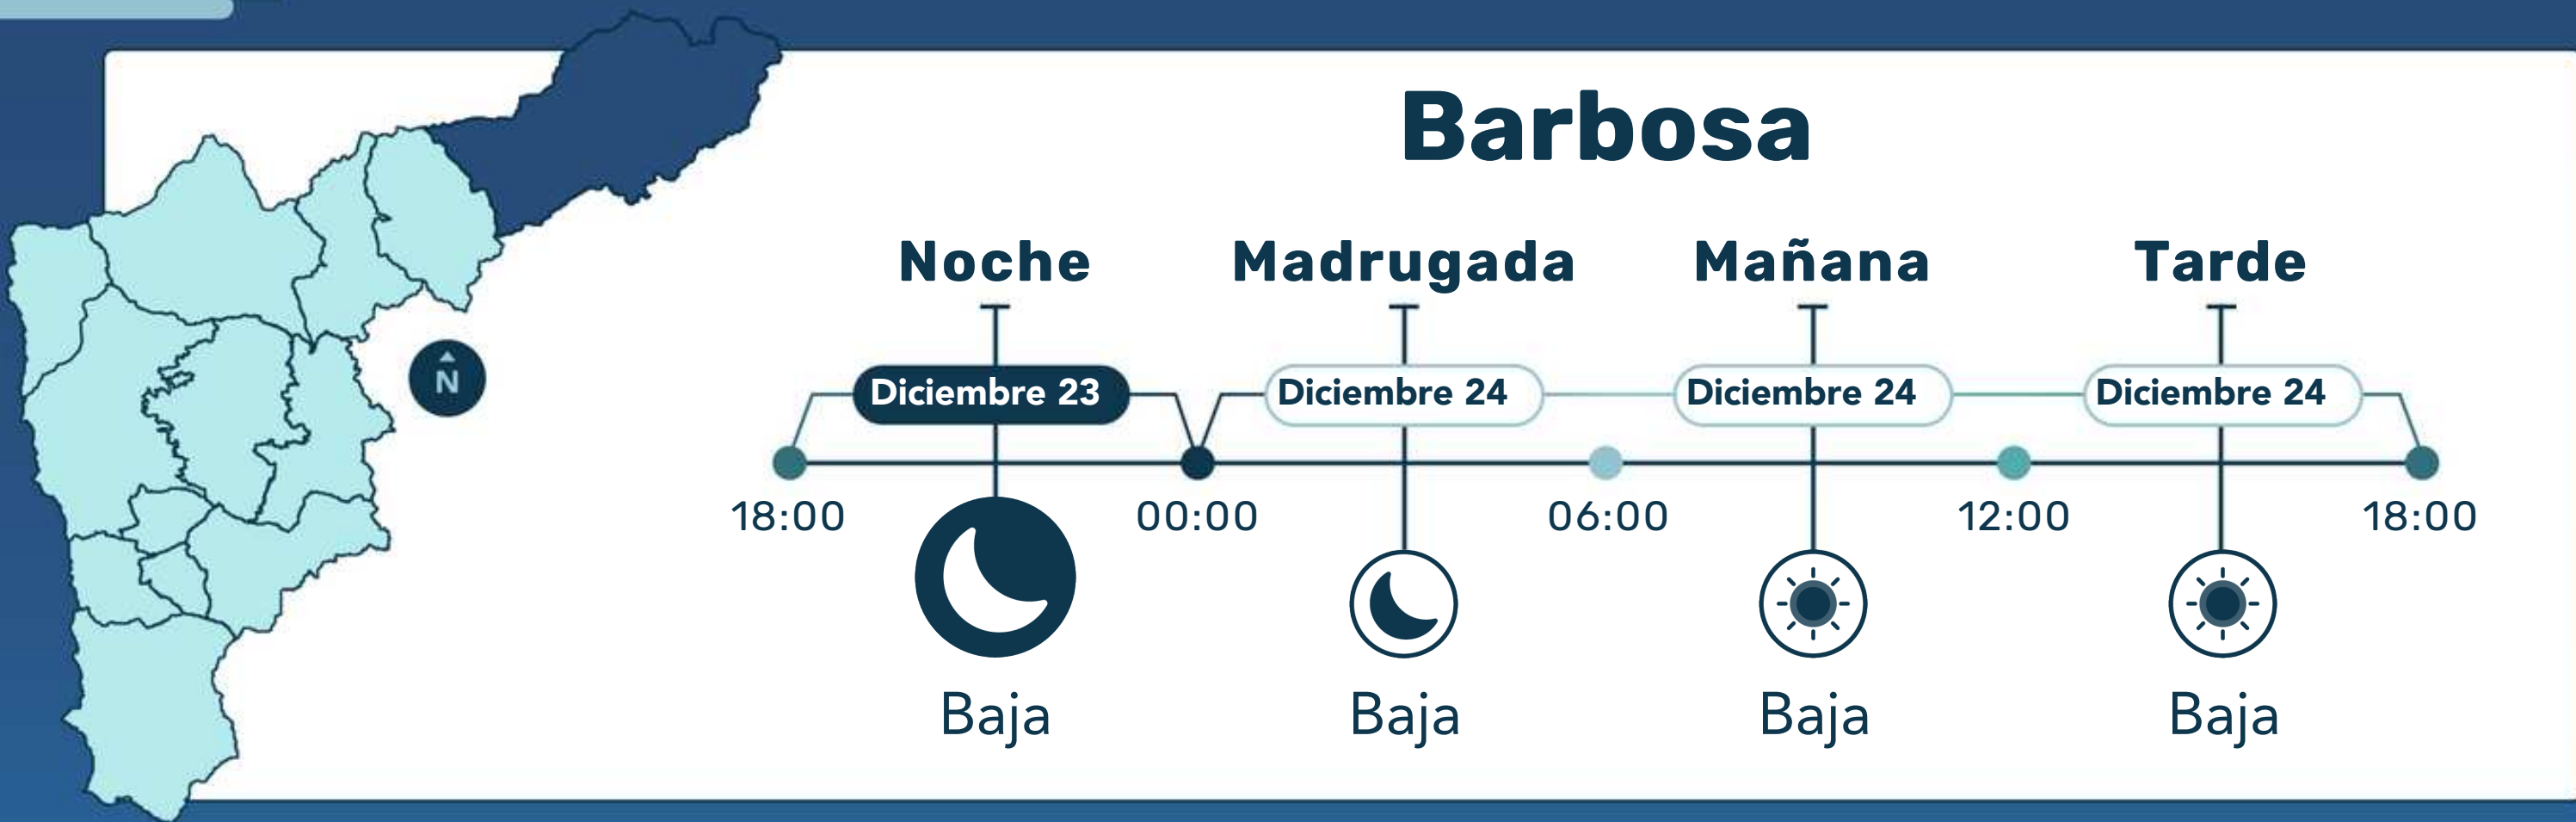 Barbosa
Noche Madrugada Mañana Tarde
Diciembre 23 Diciembre 24 Diciembre 24 Diciembre 24
N
18:00 00:00 06:00 12:00 18:00
Baja Baja Baja Baja